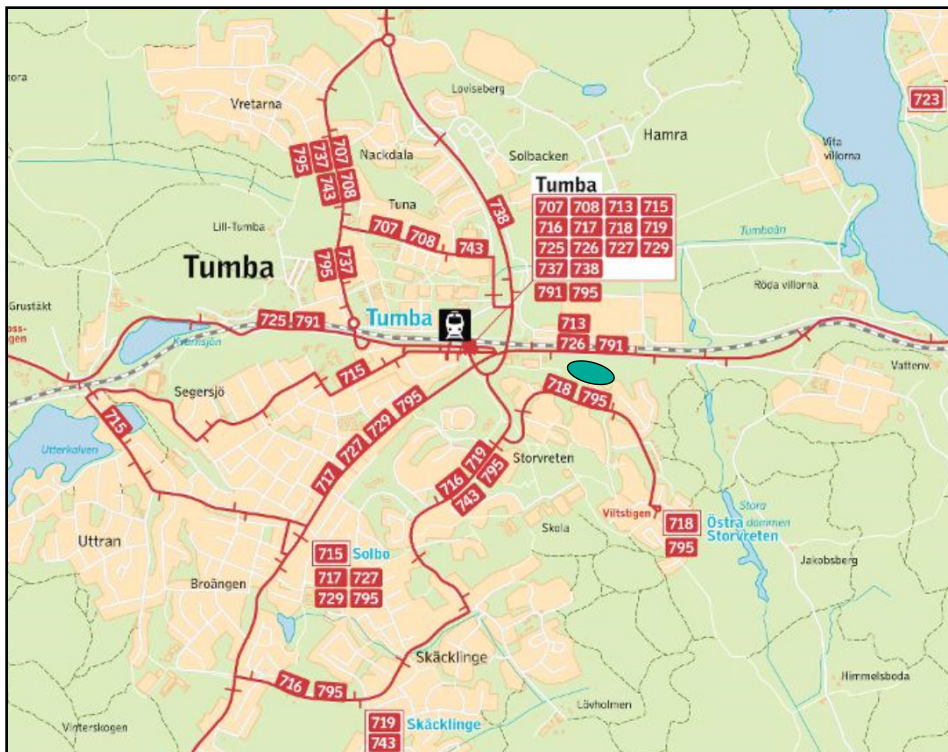 723
Vretarna
Loviseberg
Hamra
Nackdala
Solbacken
Vita
villorna
795 737 707
743 708
Tuna
738
Tumba
707 708 713 715
716 717 718 719
725 726 727 729
737 738
791 795
Tumbaån
Lill-Tumba
707 708 743
Tumba
795 737
Röda villorna
Grustäkt
Tumba
725 791
Kvarnsjön
713
726 791
715
Segersjö
718 795
Vattenv.
715
Utterkalven
717 727 729 795
716 719
743 795
Storvreten
Viltstigen
718 Östra
795 Storvreten
Stora
dammen
Skola
Uttran
715 Solbo
717 727
729 795
Jakobsberg
Broängen
Skäcklinge
716 795
Himmelsboda
Lövholmen
Vinterskogen
719 Skäcklinge
743